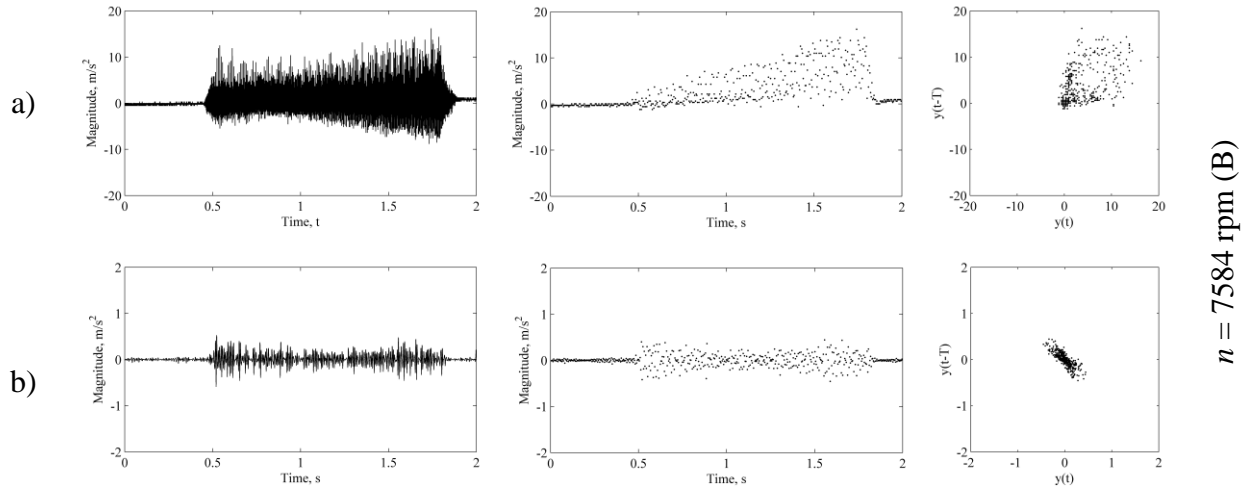 a)
Magnitude, m/s²
20
10
0
-10
-20
0 0.5 1 1.5 2
Time, t
Magnitude, m/s²
20
10
0
-10
-20
0 0.5 1 1.5 2
Time, s
y(t-T)
20
10
0
-10
-20
-20 -10 0 10 20
y(t)
b)
Magnitude, m/s²
2
1
0
-1
-2
0 0.5 1 1.5 2
Time, s
Magnitude, m/s²
2
1
0
-1
-2
0 0.5 1 1.5 2
Time, s
y(t-T)
2
1
0
-1
-2
-2 -1 0 1 2
y(t)
n = 7584 rpm (B)